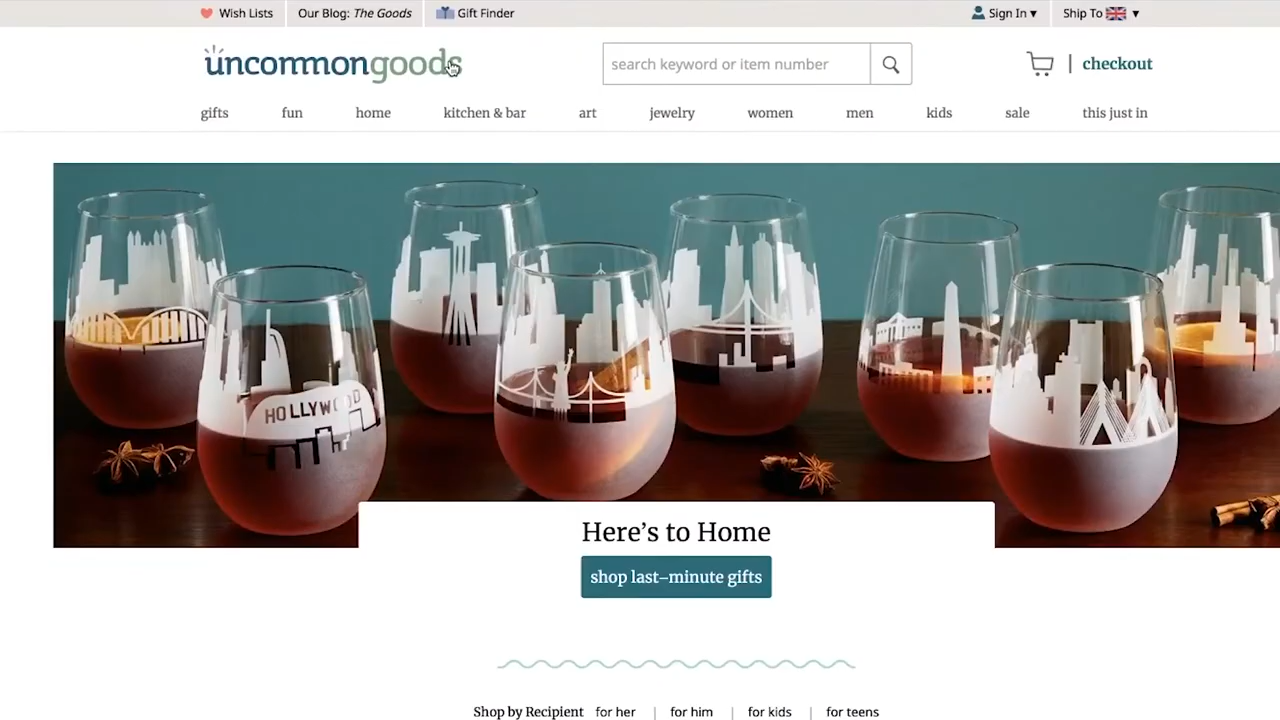 Wish Lists
Our Blog: The Goods
Gift Finder
Sign In ▾
Ship To ▾
uncommongoods
search keyword or item number
checkout
gifts
fun
home
kitchen & bar
art
jewelry
women
men
kids
sale
this just in
HOLLYWOOD
Here's to Home
shop last–minute gifts
Shop by Recipient for her | for him | for kids | for teens